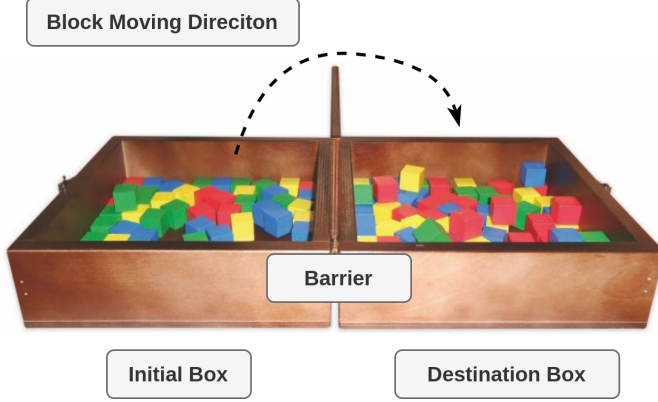 Block Moving Direciton
Barrier
Initial Box
Destination Box